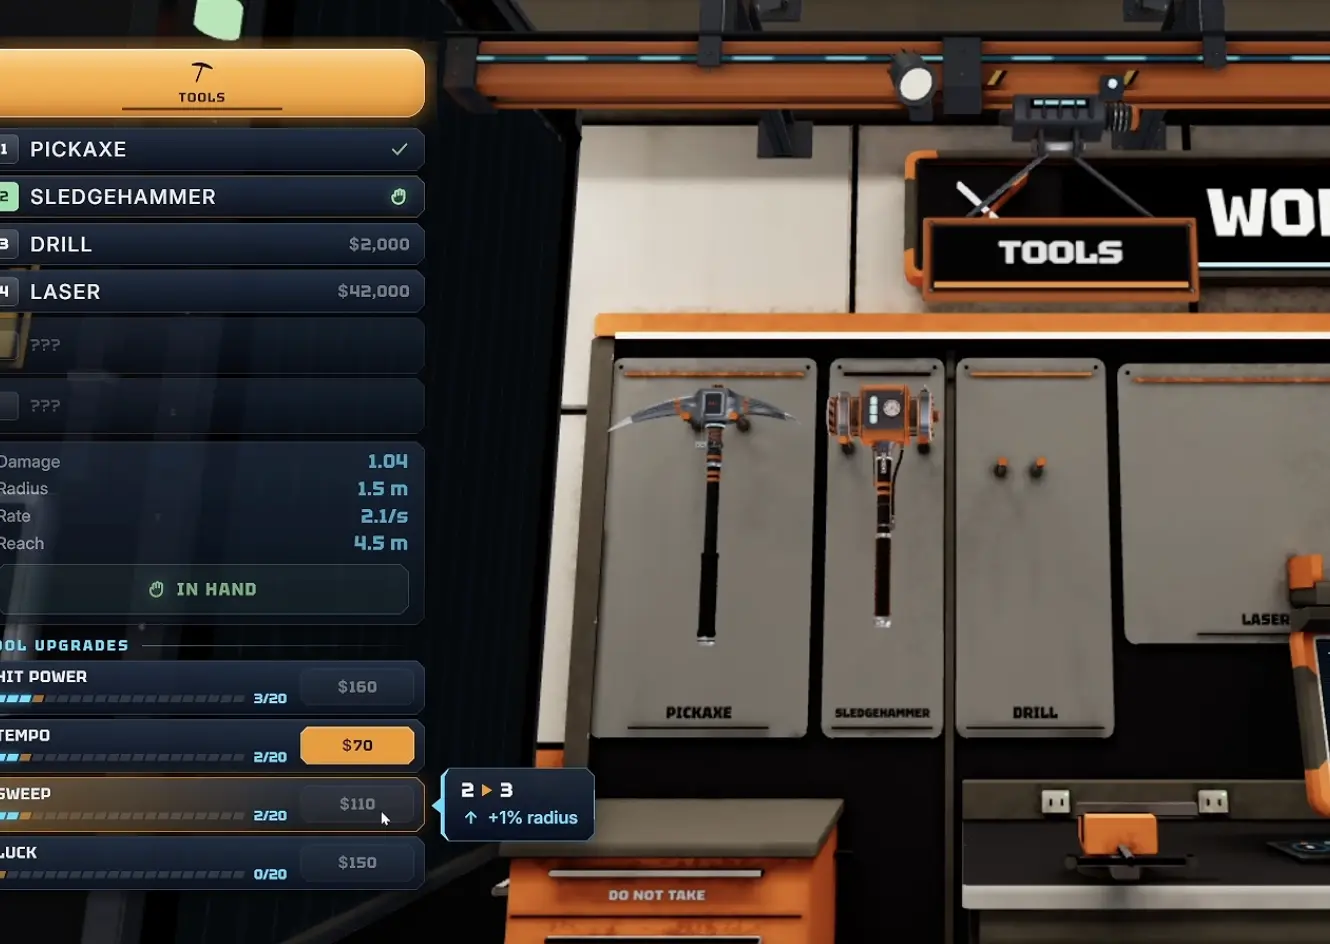 TOOLS
1 PICKAXE
2 SLEDGEHAMMER
3 DRILL $2,000
4 LASER $42,000
???
???
Damage 1.04
Radius 1.5 m
Rate 2.1/s
Reach 4.5 m
IN HAND
OOL UPGRADES
HIT POWER $160
3/20
TEMPO $70
2/20
SWEEP $110
2/20
LUCK $150
0/20
2 ▶ 3
↑ +1% radius
WO
TOOLS
PICKAXE
SLEDGEHAMMER
DRILL
LASER
DO NOT TAKE